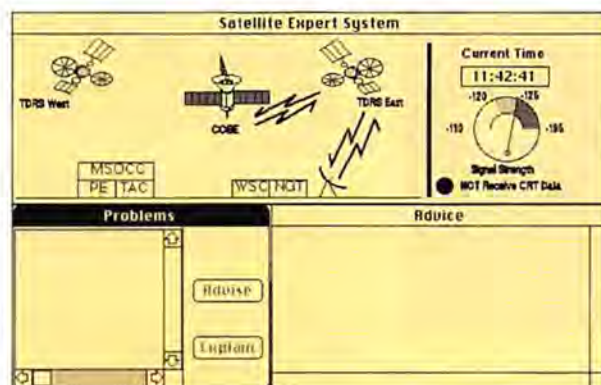 Satellite Expert System
Current Time
11:42:41
-120
-125
-110
-195
Signal Strength
NOT Receive CRT Data
TDRS West
COBE
TDRS East
MSOCC
PE TAC
WSC NGT
Problems
Advice
Advise
Explain